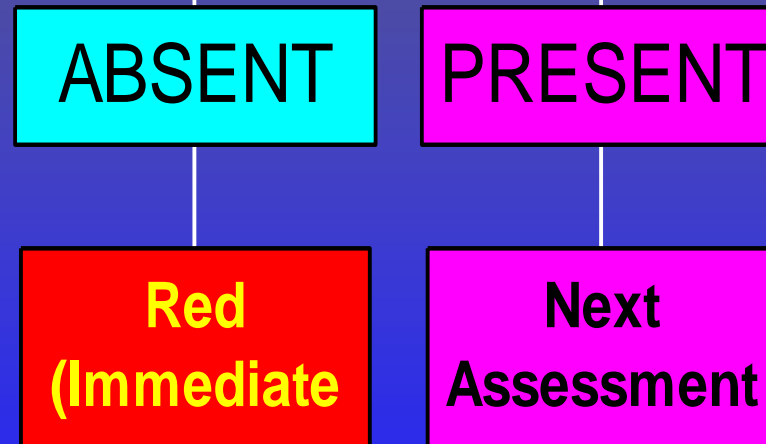 ABSENT
PRESENT
Red
(Immediate
Next
Assessment